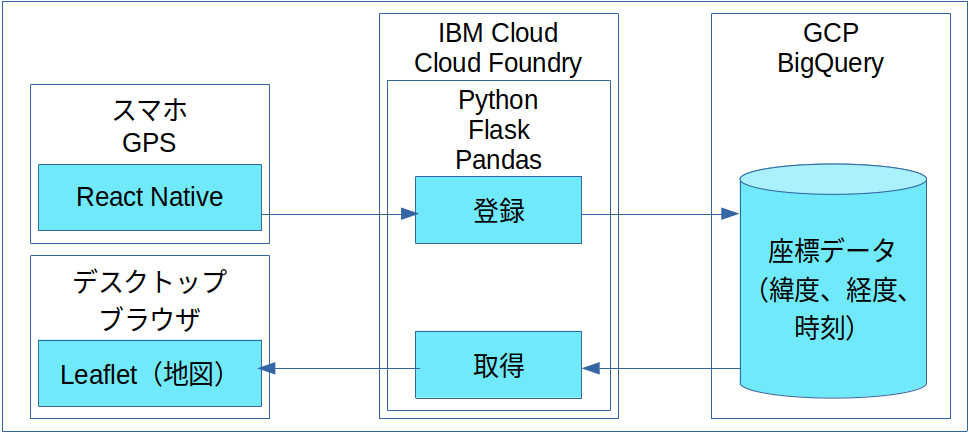 スマホ
GPS
React Native
デスクトップ
ブラウザ
Leaflet（地図）
IBM Cloud
Cloud Foundry
Python
Flask
Pandas
登録
取得
GCP
BigQuery
座標データ
（緯度、経度、
時刻）